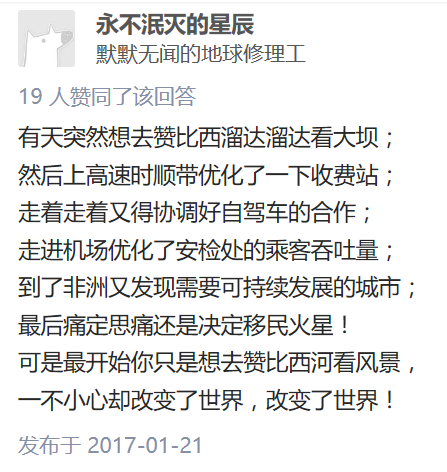 永不泯灭的星辰
默默无闻的地球修理工
19 人赞同了该回答
有天突然想去赞比西溜达溜达看大坝；
然后上高速时顺带优化了一下收费站；
走着走着又得协调好自驾车的合作；
走进机场优化了安检处的乘客吞吐量；
到了非洲又发现需要可持续发展的城市；
最后痛定思痛还是决定移民火星！
可是最开始你只是想去赞比西河看风景，
一不小心却改变了世界，改变了世界！
发布于 2017-01-21